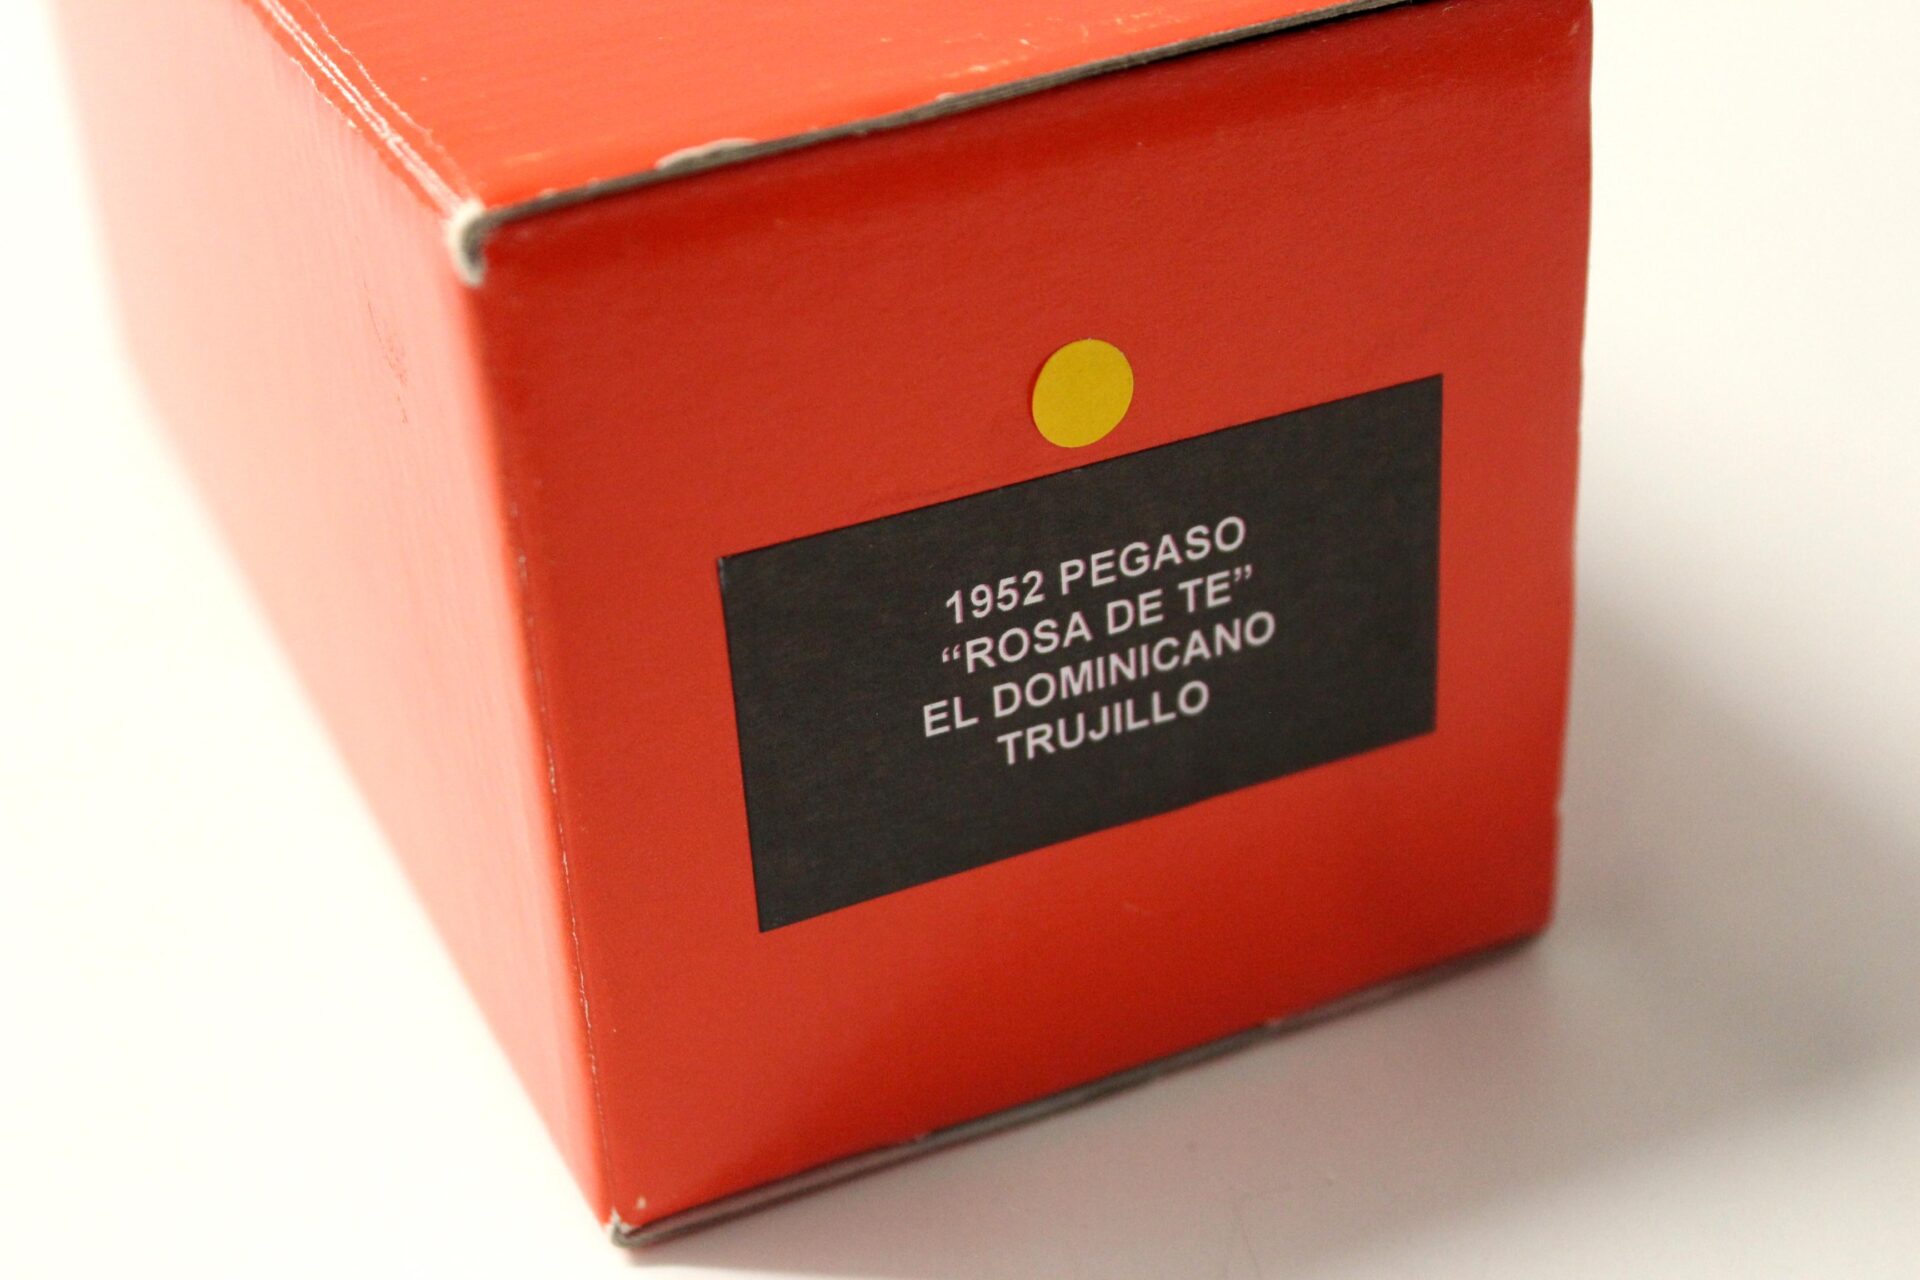 1952 PEGASO
“ROSA DE TE”
EL DOMINICANO
TRUJILLO